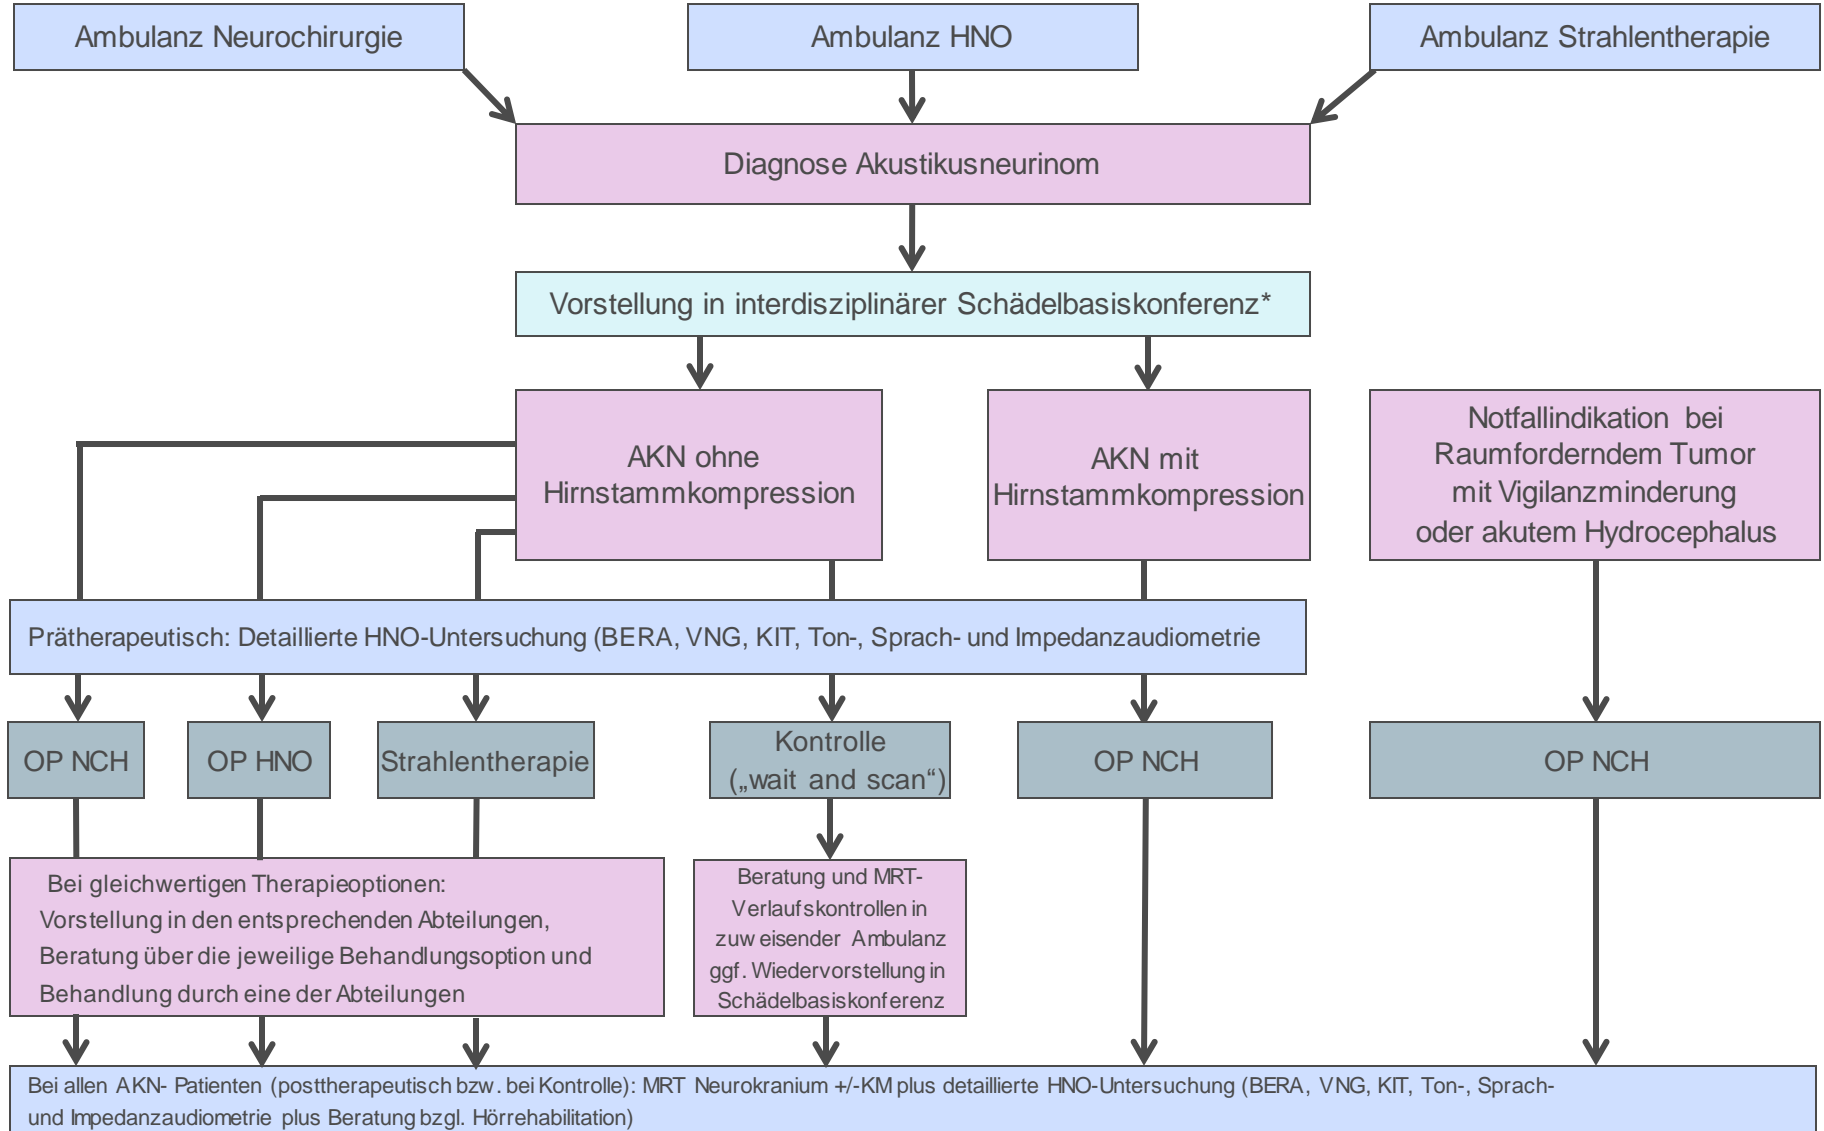 Ambulanz Neurochirurgie
Ambulanz HNO
Ambulanz Strahlentherapie
Diagnose Akustikusneurinom
Vorstellung in interdisziplinärer Schädelbasiskonferenz*
AKN ohne
Hirnstammkompression
AKN mit
Hirnstammkompression
Notfallindikation bei
Raumforderndem Tumor
mit Vigilanzminderung
oder akutem Hydrocephalus
Prätherapeutisch: Detaillierte HNO-Untersuchung (BERA, VNG, KIT, Ton-, Sprach- und Impedanzaudiometrie
OP NCH
OP HNO
Strahlentherapie
Kontrolle
(„wait and scan“)
OP NCH
OP NCH
Bei gleichwertigen Therapieoptionen:
Vorstellung in den entsprechenden Abteilungen,
Beratung über die jeweilige Behandlungsoption und
Behandlung durch eine der Abteilungen
Beratung und MRT-
Verlaufskontrollen in
zuweisender Ambulanz
ggf. Wiedervorstellung in
Schädelbasiskonferenz
Bei allen AKN- Patienten (posttherapeutisch bzw. bei Kontrolle): MRT Neurokranium +/-KM plus detaillierte HNO-Untersuchung (BERA, VNG, KIT, Ton-, Sprach-
und Impedanzaudiometrie plus Beratung bzgl. Hörrehabilitation)